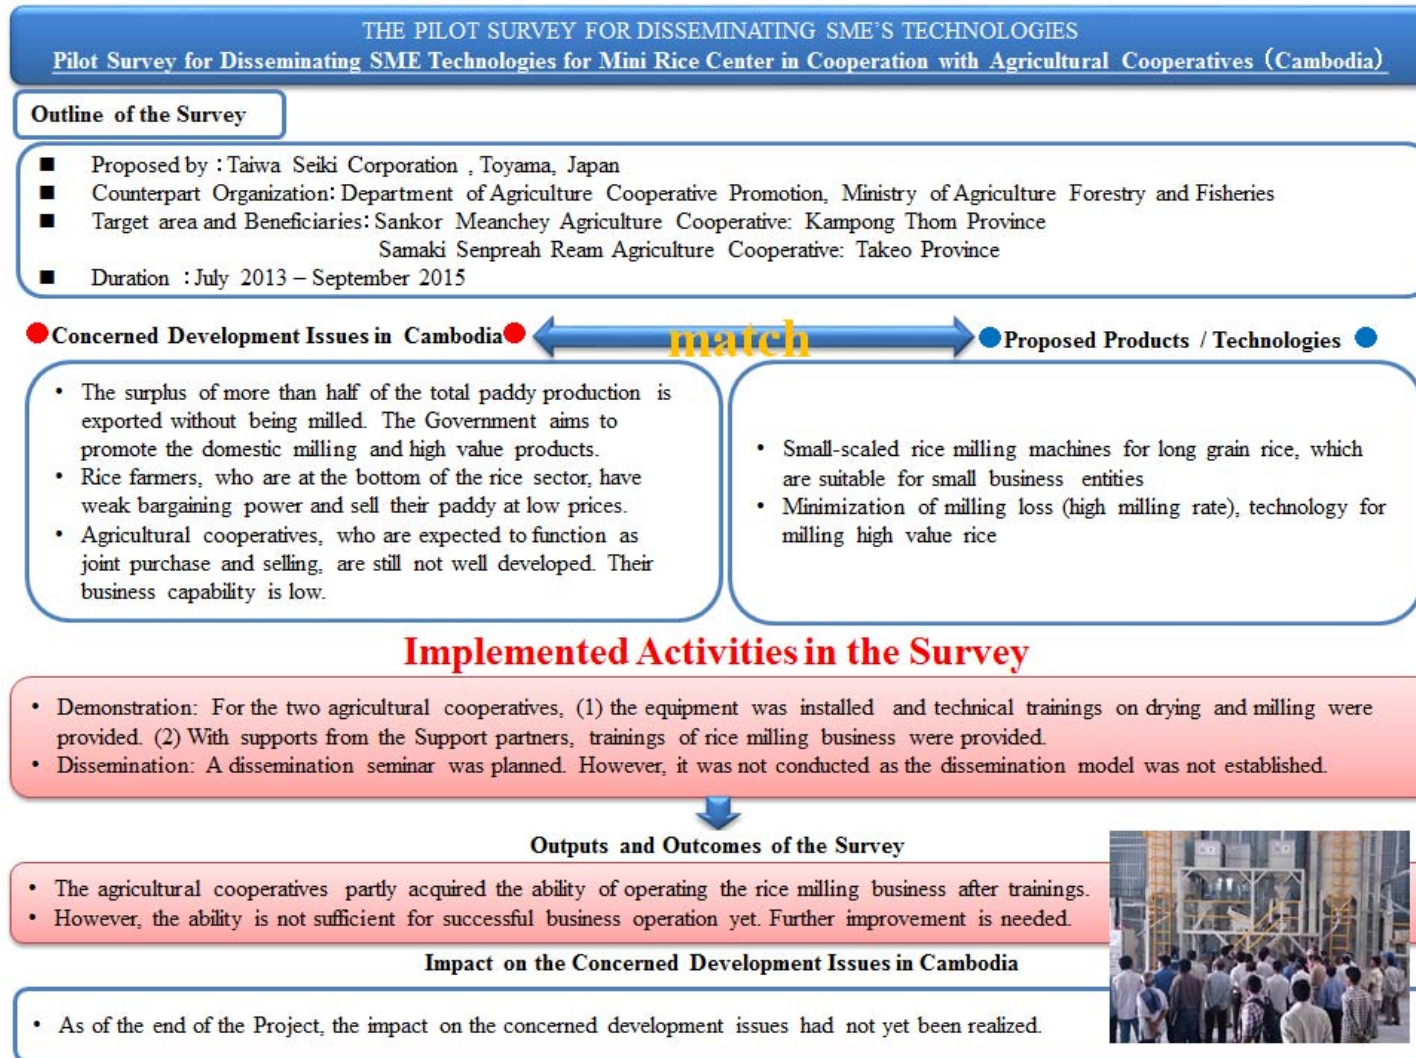 THE PILOT SURVEY FOR DISSEMINATING SME'S TECHNOLOGIES
Pilot Survey for Disseminating SME Technologies for Mini Rice Center in Cooperation with Agricultural Cooperatives (Cambodia)
Outline of the Survey
■ Proposed by : Taiwa Seiki Corporation , Toyama, Japan
■ Counterpart Organization: Department of Agriculture Cooperative Promotion, Ministry of Agriculture Forestry and Fisheries
■ Target area and Beneficiaries: Sankor Meanchey Agriculture Cooperative: Kampong Thom Province
Samaki Senpreah Ream Agriculture Cooperative: Takeo Province
■ Duration : July 2013 – September 2015
Concerned Development Issues in Cambodia
match
Proposed Products / Technologies
• The surplus of more than half of the total paddy production is
exported without being milled. The Government aims to
promote the domestic milling and high value products.
• Rice farmers, who are at the bottom of the rice sector, have
weak bargaining power and sell their paddy at low prices.
• Agricultural cooperatives, who are expected to function as
joint purchase and selling, are still not well developed. Their
business capability is low.
• Small-scaled rice milling machines for long grain rice, which
are suitable for small business entities
• Minimization of milling loss (high milling rate), technology for
milling high value rice
Implemented Activities in the Survey
• Demonstration: For the two agricultural cooperatives, (1) the equipment was installed and technical trainings on drying and milling were
provided. (2) With supports from the Support partners, trainings of rice milling business were provided.
• Dissemination: A dissemination seminar was planned. However, it was not conducted as the dissemination model was not established.
Outputs and Outcomes of the Survey
• The agricultural cooperatives partly acquired the ability of operating the rice milling business after trainings.
• However, the ability is not sufficient for successful business operation yet. Further improvement is needed.
Impact on the Concerned Development Issues in Cambodia
• As of the end of the Project, the impact on the concerned development issues had not yet been realized.